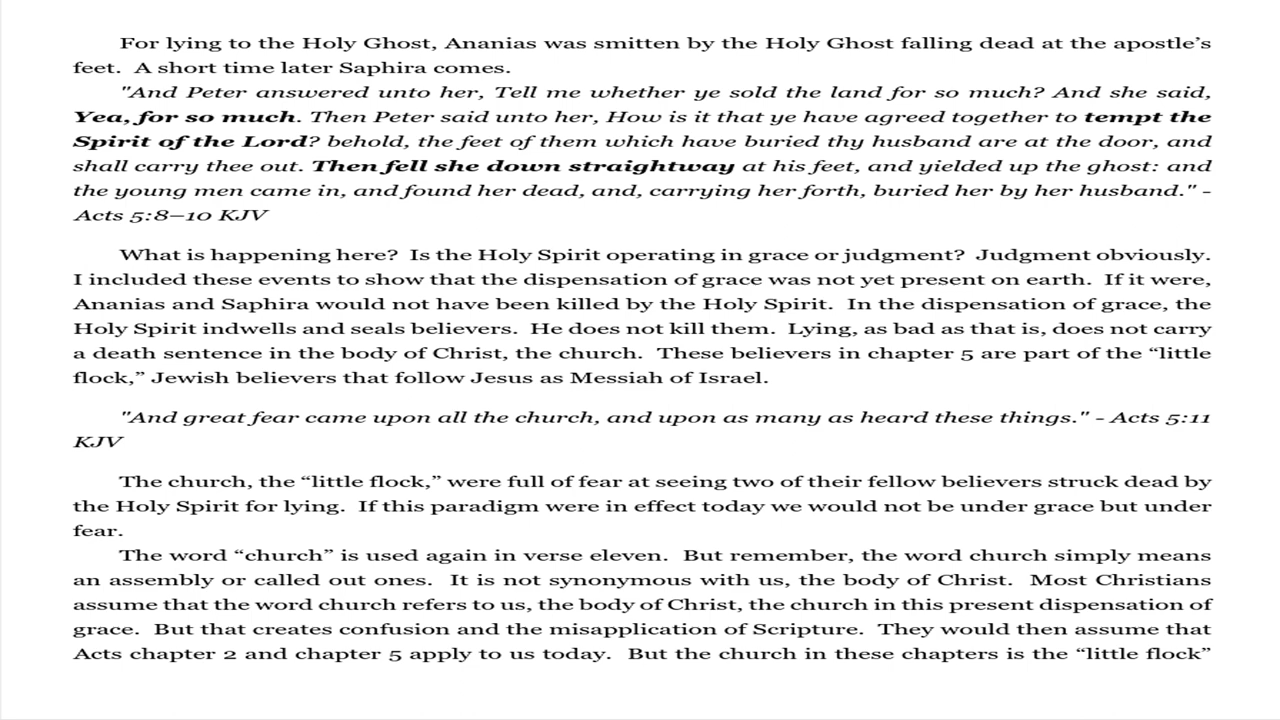 For lying to the Holy Ghost, Ananias was smitten by the Holy Ghost falling dead at the apostle’s
feet.  A short time later Saphira comes.
"And Peter answered unto her, Tell me whether ye sold the land for so much? And she said,
Yea, for so much. Then Peter said unto her, How is it that ye have agreed together to tempt the
Spirit of the Lord? behold, the feet of them which have buried thy husband are at the door, and
shall carry thee out. Then fell she down straightway at his feet, and yielded up the ghost: and
the young men came in, and found her dead, and, carrying her forth, buried her by her husband." -
Acts 5:8–10 KJV
What is happening here?  Is the Holy Spirit operating in grace or judgment?  Judgment obviously.
I included these events to show that the dispensation of grace was not yet present on earth.  If it were,
Ananias and Saphira would not have been killed by the Holy Spirit.  In the dispensation of grace, the
Holy Spirit indwells and seals believers.  He does not kill them.  Lying, as bad as that is, does not carry
a death sentence in the body of Christ, the church.  These believers in chapter 5 are part of the “little
flock,” Jewish believers that follow Jesus as Messiah of Israel.
"And great fear came upon all the church, and upon as many as heard these things." - Acts 5:11
KJV
The church, the “little flock,” were full of fear at seeing two of their fellow believers struck dead by
the Holy Spirit for lying.  If this paradigm were in effect today we would not be under grace but under
fear.
The word “church” is used again in verse eleven.  But remember, the word church simply means
an assembly or called out ones.  It is not synonymous with us, the body of Christ.  Most Christians
assume that the word church refers to us, the body of Christ, the church in this present dispensation of
grace.  But that creates confusion and the misapplication of Scripture.  They would then assume that
Acts chapter 2 and chapter 5 apply to us today.  But the church in these chapters is the “little flock”